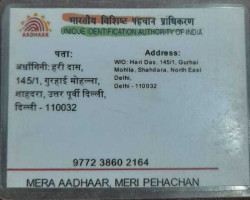 भारतीय विशिष्ट पहचान प्राधिकरण
UNIQUE IDENTIFICATION AUTHORITY OF INDIA
AADHAAR
पता:
अर्धांगिनी: हरी दास,
145/1, गुरहाई मोहल्ला,
शाहदरा, उत्तर पूर्वी दिल्ली,
दिल्ली - 110032
Address:
W/O: Hari Das, 145/1, Gurhai
Mohlla, Shahdara, North East
Delhi,
Delhi - 110032
9772 3860 2164
MERA AADHAAR, MERI PEHACHAN